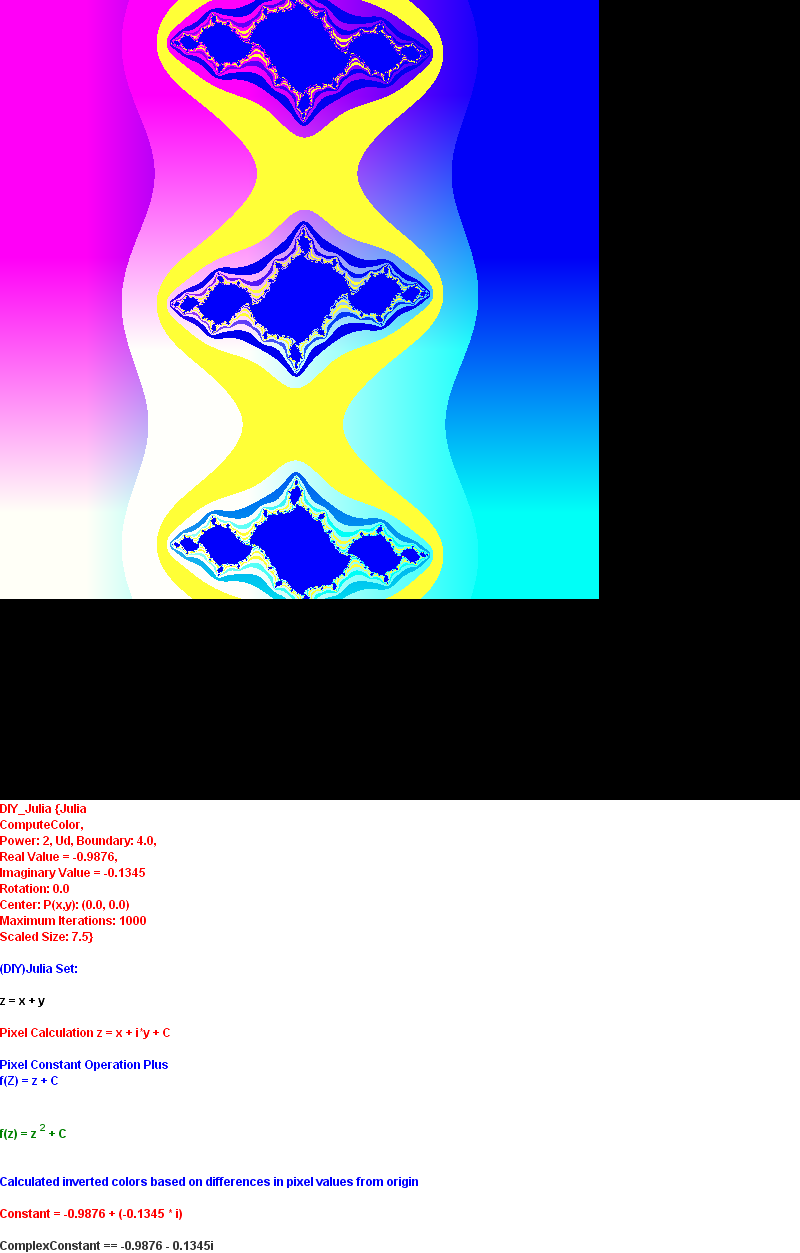 DIY_Julia {Julia
ComputeColor,
Power: 2, Ud, Boundary: 4.0,
Real Value = -0.9876,
Imaginary Value = -0.1345
Rotation: 0.0
Center: P(x,y): (0.0, 0.0)
Maximum Iterations: 1000
Scaled Size: 7.5}
(DIY)Julia Set:
z = x + y
Pixel Calculation z = x + i*y + C
Pixel Constant Operation Plus
f(Z) = z + C
f(z) = z ² + C
Calculated inverted colors based on differences in pixel values from origin
Constant = -0.9876 + (-0.1345 * i)
ComplexConstant == -0.9876 - 0.1345i